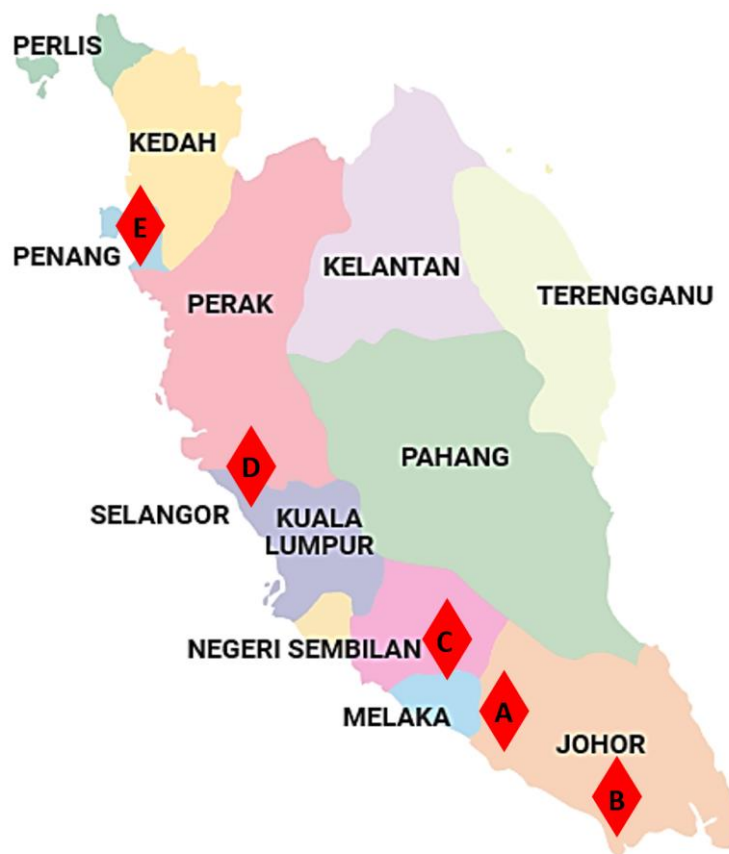 PERLIS
KEDAH
E
PENANG
PERAK
KELANTAN
TERENGGANU
D
PAHANG
SELANGOR
KUALA
LUMPUR
C
NEGERI SEMBILAN
MELAKA
A
JOHOR
B